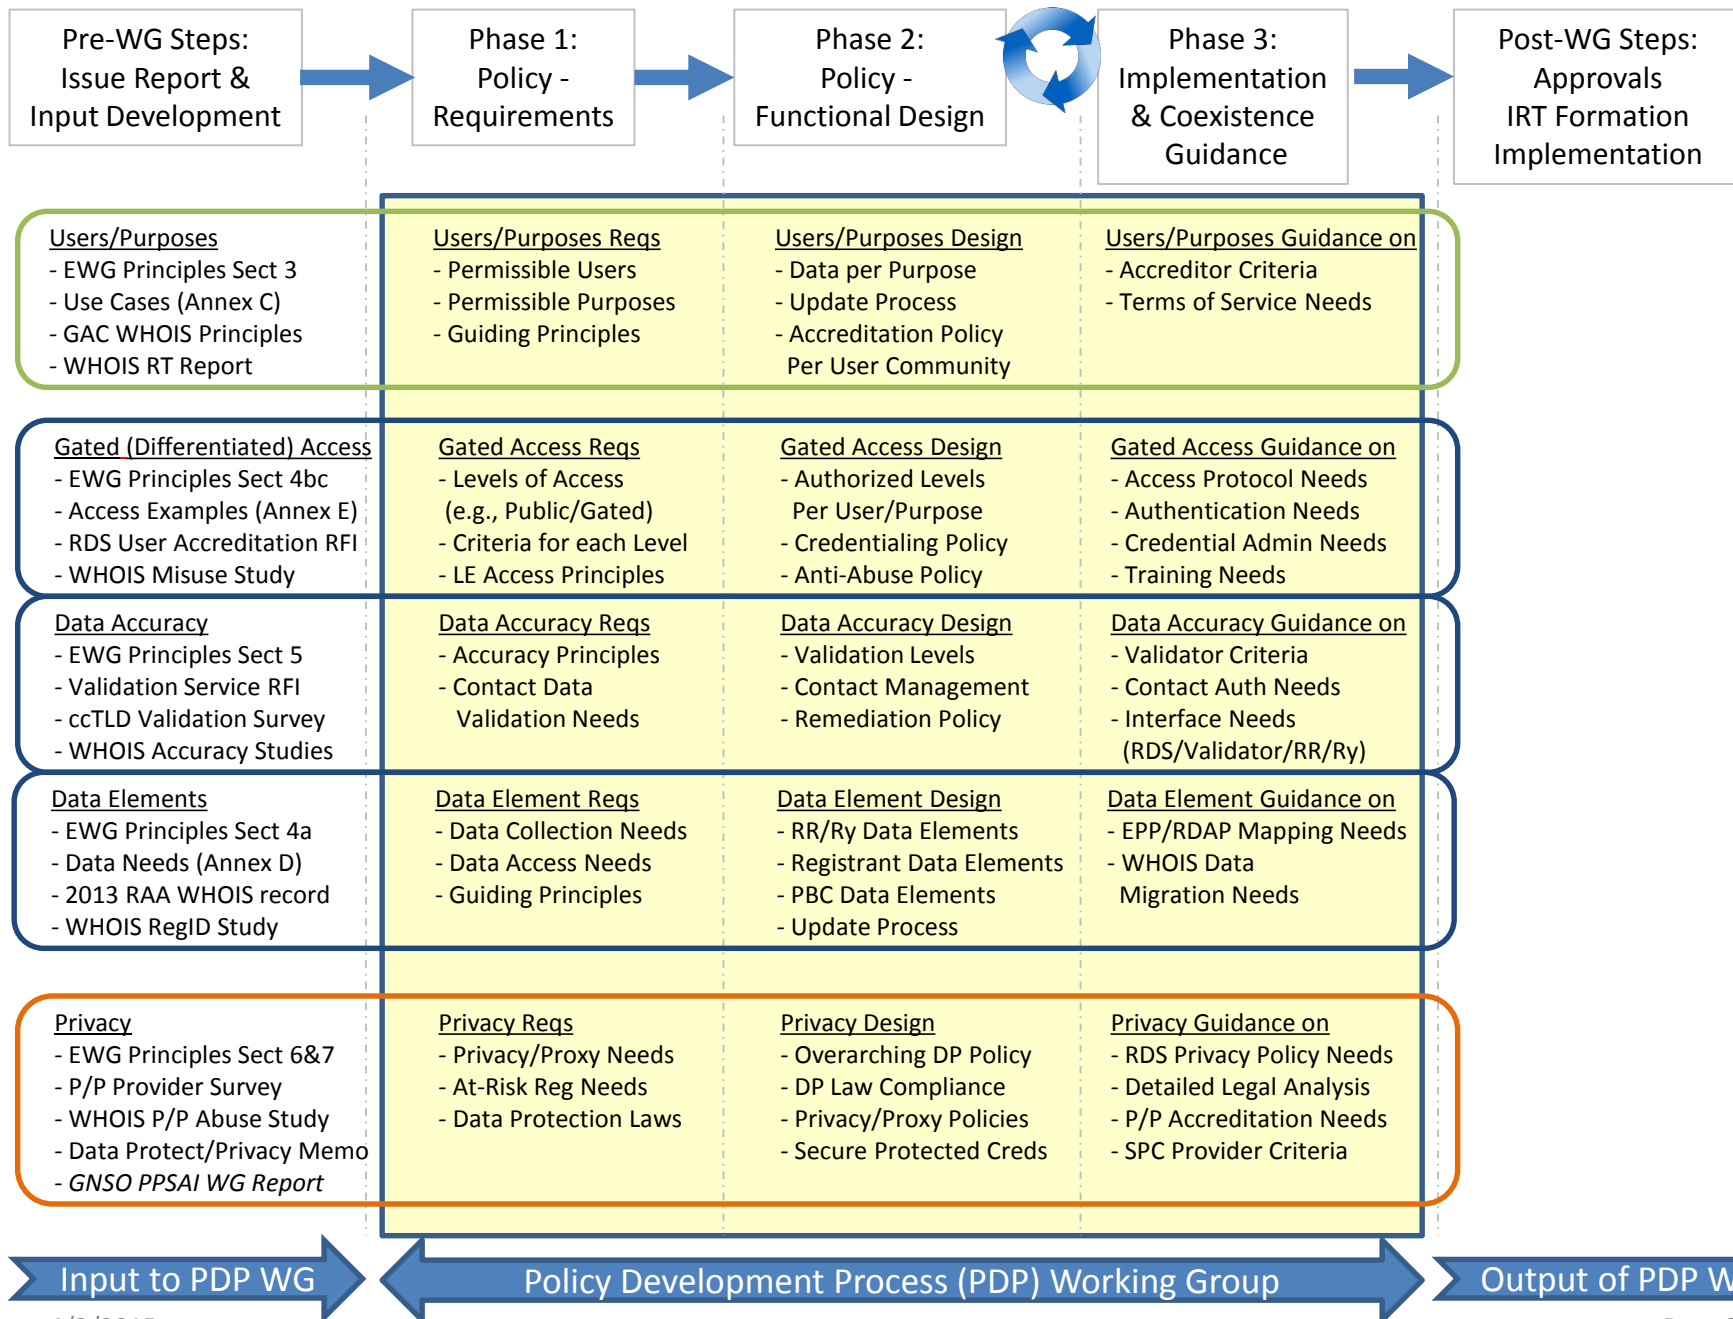 Pre-WG Steps:
Issue Report &
Input Development
Phase 1:
Policy -
Requirements
Phase 2:
Policy -
Functional Design
Phase 3:
Implementation
& Coexistence
Guidance
Post-WG Steps:
Approvals
IRT Formation
Implementation
Users/Purposes
- EWG Principles Sect 3
- Use Cases (Annex C)
- GAC WHOIS Principles
- WHOIS RT Report
Users/Purposes Reqs
- Permissible Users
- Permissible Purposes
- Guiding Principles
Users/Purposes Design
- Data per Purpose
- Update Process
- Accreditation Policy
Per User Community
Users/Purposes Guidance on
- Accreditor Criteria
- Terms of Service Needs
Gated (Differentiated) Access
- EWG Principles Sect 4bc
- Access Examples (Annex E)
- RDS User Accreditation RFI
- WHOIS Misuse Study
Gated Access Reqs
- Levels of Access
(e.g., Public/Gated)
- Criteria for each Level
- LE Access Principles
Gated Access Design
- Authorized Levels
Per User/Purpose
- Credentialing Policy
- Anti-Abuse Policy
Gated Access Guidance on
- Access Protocol Needs
- Authentication Needs
- Credential Admin Needs
- Training Needs
Data Accuracy
- EWG Principles Sect 5
- Validation Service RFI
- ccTLD Validation Survey
- WHOIS Accuracy Studies
Data Accuracy Reqs
- Accuracy Principles
- Contact Data
Validation Needs
Data Accuracy Design
- Validation Levels
- Contact Management
- Remediation Policy
Data Accuracy Guidance on
- Validator Criteria
- Contact Auth Needs
- Interface Needs
(RDS/Validator/RR/Ry)
Data Elements
- EWG Principles Sect 4a
- Data Needs (Annex D)
- 2013 RAA WHOIS record
- WHOIS RegID Study
Data Element Reqs
- Data Collection Needs
- Data Access Needs
- Guiding Principles
Data Element Design
- RR/Ry Data Elements
- Registrant Data Elements
- PBC Data Elements
- Update Process
Data Element Guidance on
- EPP/RDAP Mapping Needs
- WHOIS Data
Migration Needs
Privacy
- EWG Principles Sect 6&7
- P/P Provider Survey
- WHOIS P/P Abuse Study
- Data Protect/Privacy Memo
- GNSO PPSAI WG Report
Privacy Reqs
- Privacy/Proxy Needs
- At-Risk Reg Needs
- Data Protection Laws
Privacy Design
- Overarching DP Policy
- DP Law Compliance
- Privacy/Proxy Policies
- Secure Protected Creds
Privacy Guidance on
- RDS Privacy Policy Needs
- Detailed Legal Analysis
- P/P Accreditation Needs
- SPC Provider Criteria
Input to PDP WG
Policy Development Process (PDP) Working Group
Output of PDP W